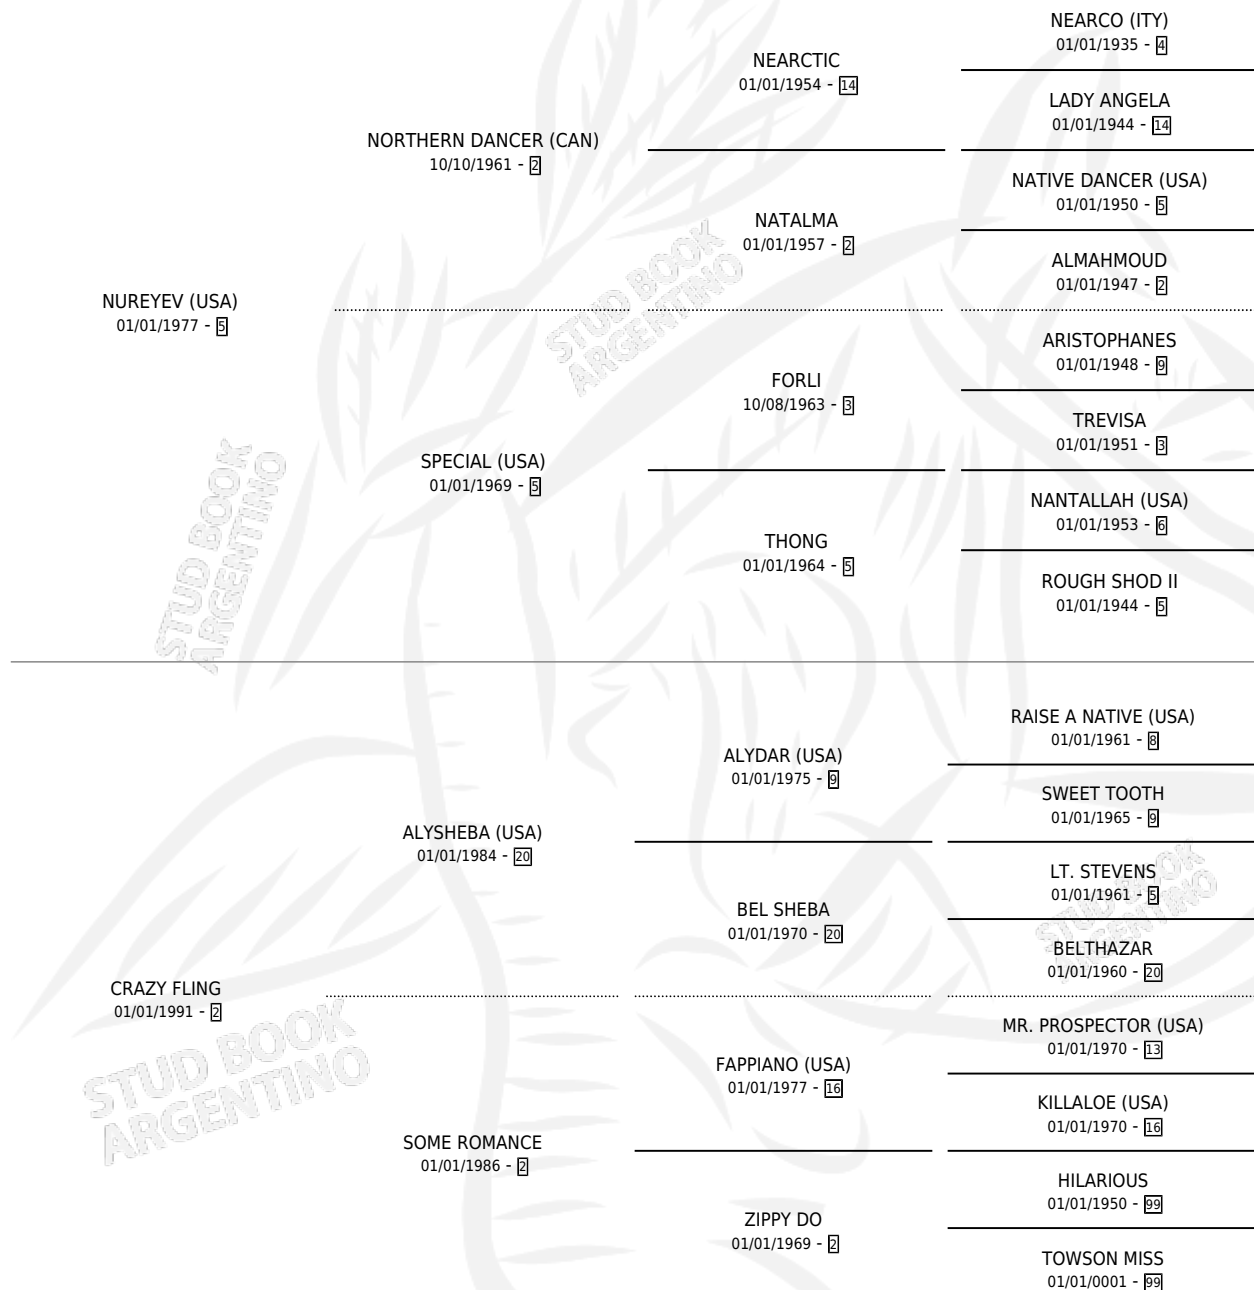 NEARCO (ITY)
01/01/1935 - 4
NEARCTIC
01/01/1954 - 14
LADY ANGELA
01/01/1944 - 14
NORTHERN DANCER (CAN)
10/10/1961 - 2
NATIVE DANCER (USA)
01/01/1950 - 5
NATALMA
01/01/1957 - 2
ALMAHMOUD
01/01/1947 - 2
NUREYEV (USA)
01/01/1977 - 5
STUD BOOK
ARGENTINO
ARISTOPHANES
01/01/1948 - 9
FORLI
10/08/1963 - 3
TREVISA
01/01/1951 - 3
SPECIAL (USA)
01/01/1969 - 5
NANTALLAH (USA)
01/01/1953 - 6
THONG
01/01/1964 - 5
ROUGH SHOD II
01/01/1944 - 5
STUD BOOK
ARGENTINO
RAISE A NATIVE (USA)
01/01/1961 - 8
ALYDAR (USA)
01/01/1975 - 9
SWEET TOOTH
01/01/1965 - 9
ALYSHEBA (USA)
01/01/1984 - 20
LT. STEVENS
01/01/1961 - 5
BEL SHEBA
01/01/1970 - 20
BELTHAZAR
01/01/1960 - 20
STUD BOOK
ARGENTINO
CRAZY FLING
01/01/1991 - 2
MR. PROSPECTOR (USA)
01/01/1970 - 13
FAPPIANO (USA)
01/01/1977 - 16
KILLALOE (USA)
01/01/1970 - 16
STUD BOOK
ARGENTINO
SOME ROMANCE
01/01/1986 - 2
HILARIOUS
01/01/1950 - 99
ZIPPY DO
01/01/1969 - 2
TOWSON MISS
01/01/0001 - 99